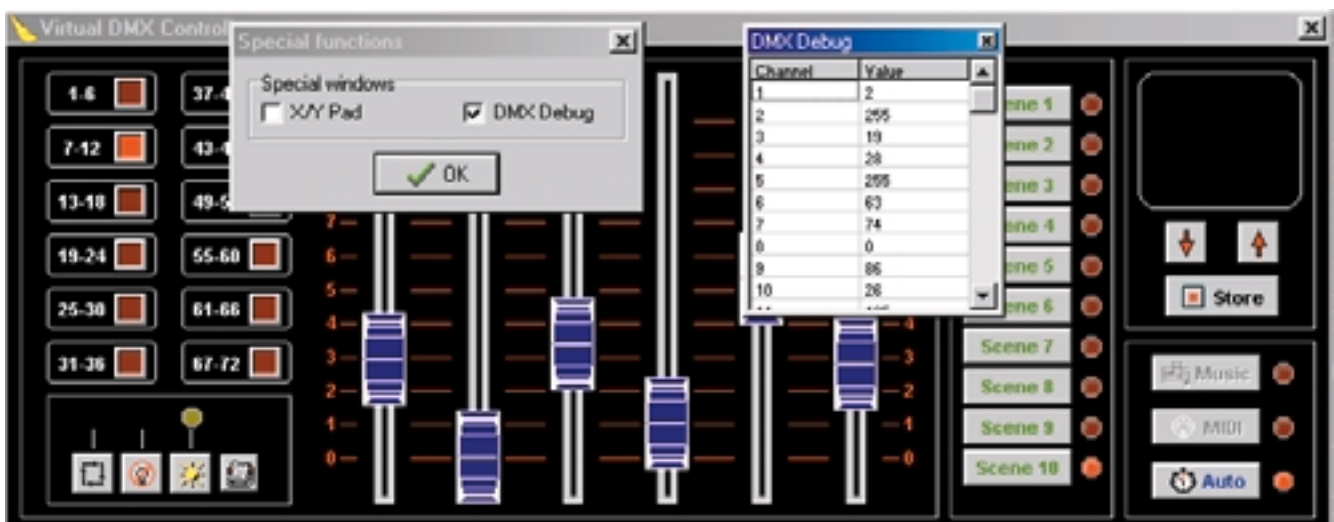 Virtual DMX Control
Special functions
Special windows
X/Y Pad
DMX Debug
OK
DMX Debug
Channel Value
1 2
2 255
3 19
4 28
5 255
6 63
7 74
8 0
9 86
10 26
1-6
7-12
13-18
19-24
25-30
31-36
55-60
61-66
67-72
7
6
5
4
3
2
1
0
4
3
2
1
0
Scene 7
Scene 8
Scene 9
Scene 10
Store
Music
MIDI
Auto